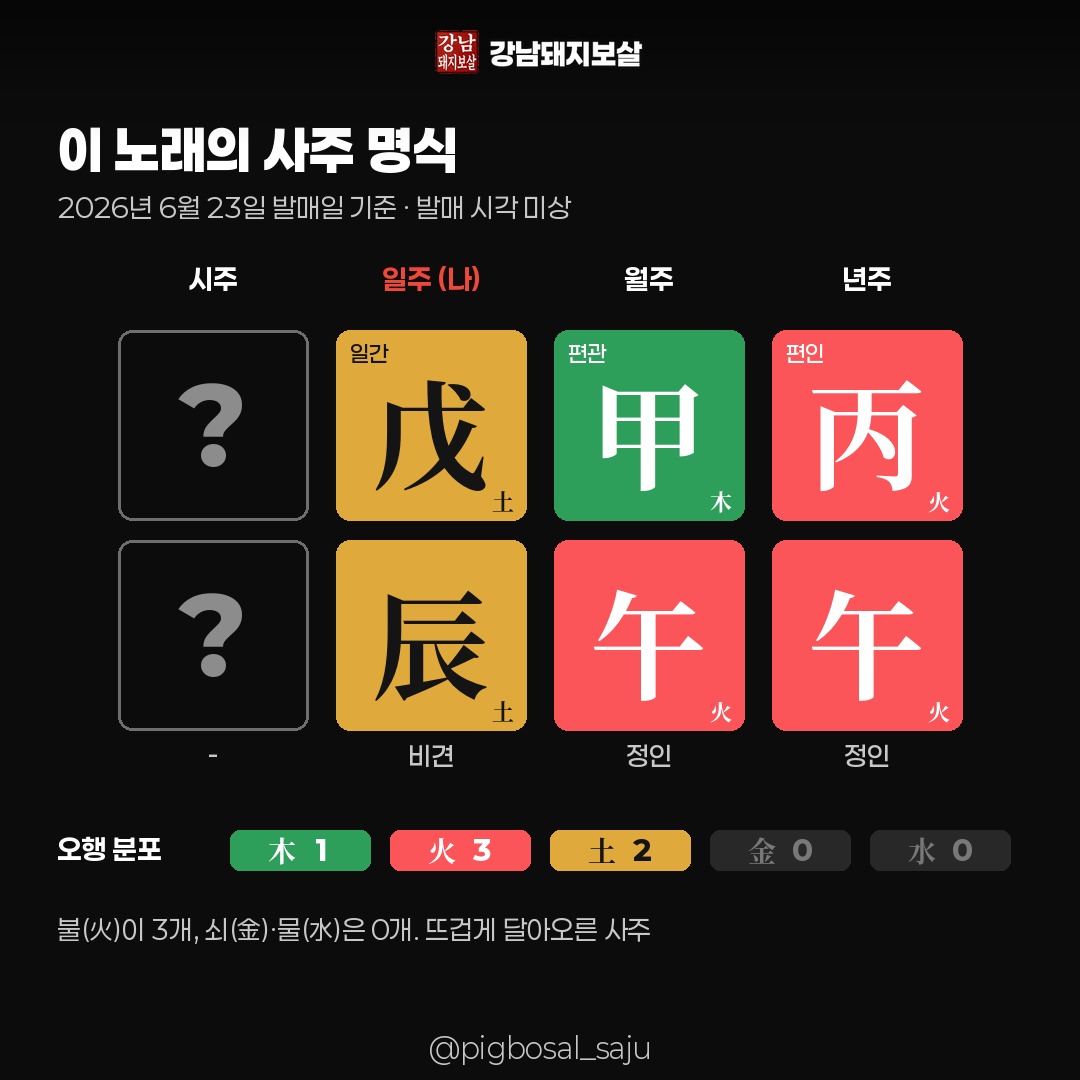 강남
돼지보살
강남돼지보살
이 노래의 사주 명식
2026년 6월 23일 발매일 기준 · 발매 시각 미상
시주 일주 (나) 월주 년주
? 일간 戊 土 편관 甲 木 편인 丙 火
? 辰 土 午 火 午 火
- 비견 정인 정인
오행 분포 木 1 火 3 土 2 金 0 水 0
불(火)이 3개, 쇠(金)·물(水)은 0개. 뜨겁게 달아오른 사주
@pigbosal_saju